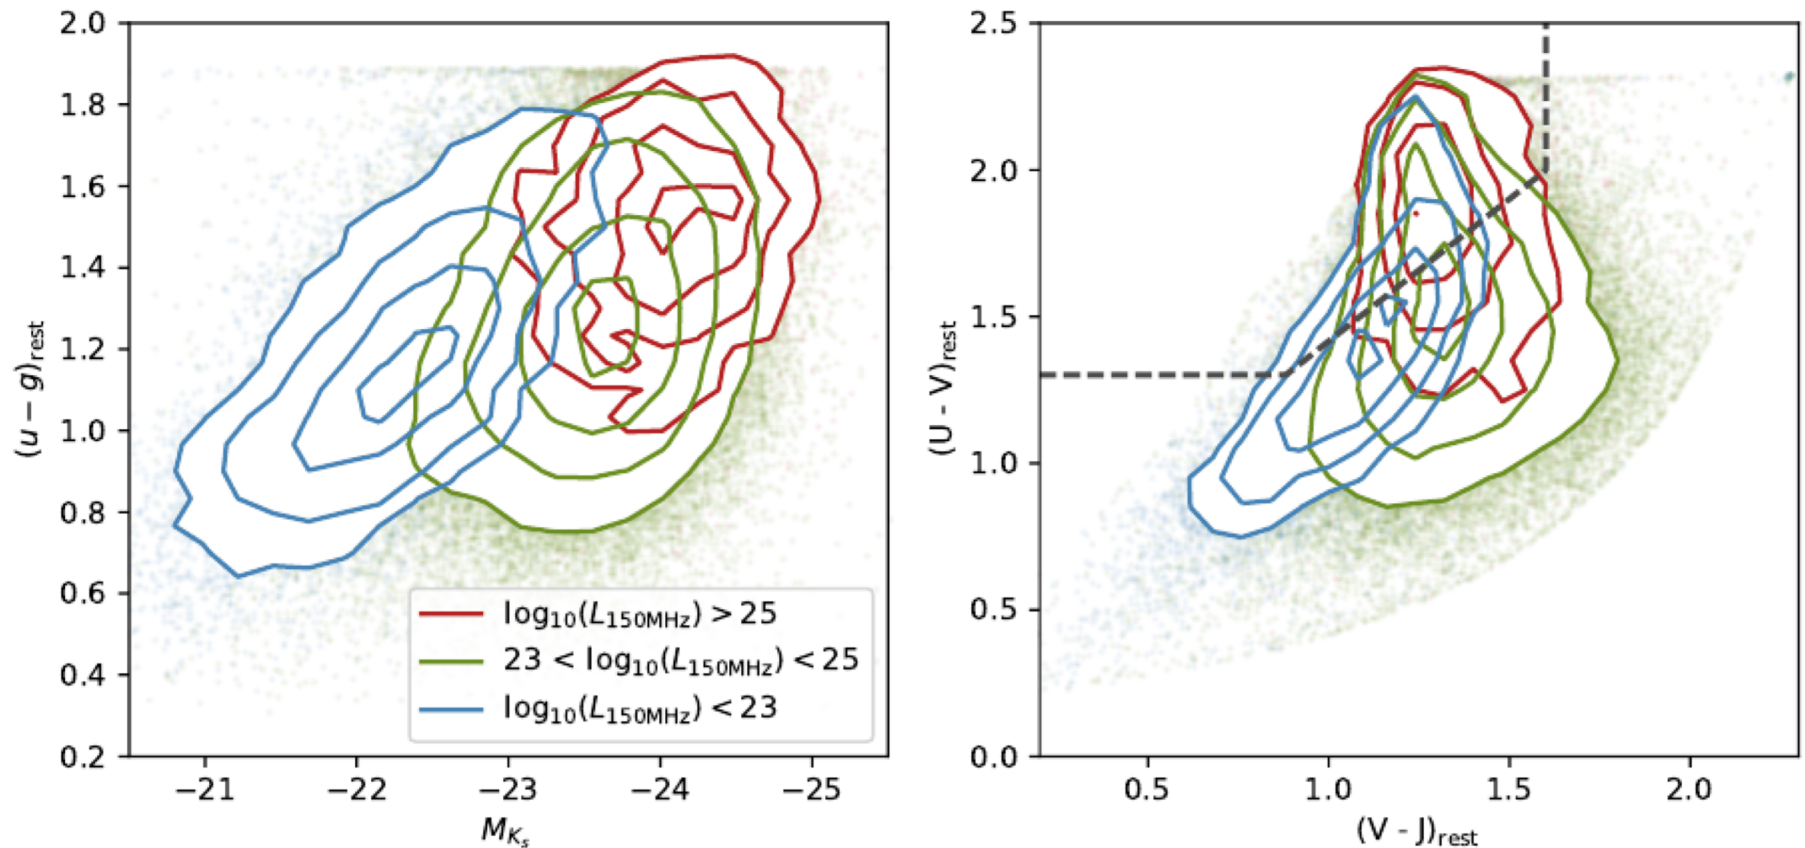 2.0
1.8
1.6
1.4
1.2
1.0
0.8
0.6
0.4
0.2
(u − g)rest
−21 −22 −23 −24 −25
MKs
log10(L150MHz) > 25
23 < log10(L150MHz) < 25
log10(L150MHz) < 23
2.5
2.0
1.5
1.0
0.5
0.0
(U - V)rest
0.5 1.0 1.5 2.0
(V - J)rest